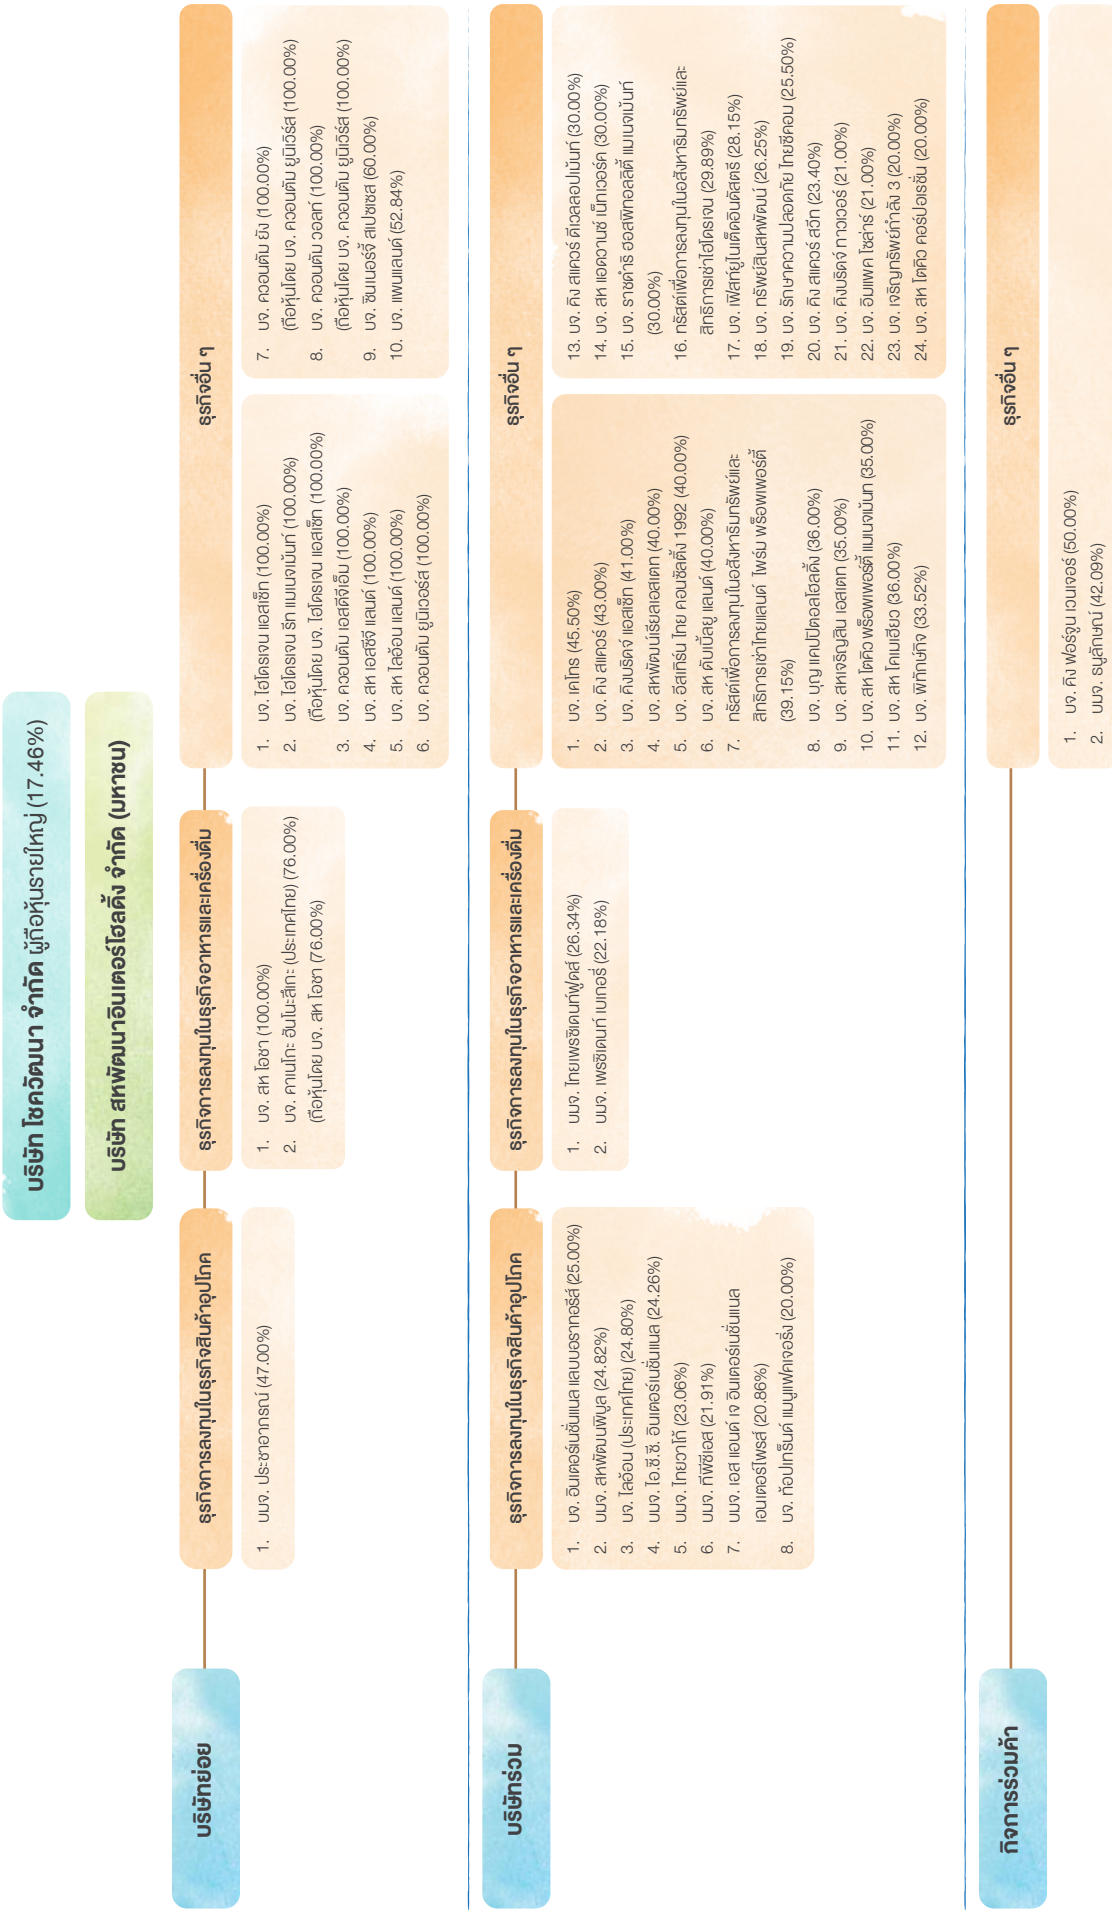 บริษัท โชควัฒนา จำกัด ผู้ถือหุ้นรายใหญ่ (17.46%)
บริษัท สหพัฒนาอินเตอร์โฮลดิ้ง จำกัด (มหาชน)
บริษัทย่อย
ธุรกิจการลงทุนในธุรกิจสินค้าอุปโภค
1. บมจ. ประชาอาภรณ์ (47.00%)
ธุรกิจการลงทุนในธุรกิจอาหารและเครื่องดื่ม
1. บจ. สห โอชา (100.00%)
2. บจ. คาเนโกะ ฮันโนะสึเกะ (ประเทศไทย) (76.00%)
(ถือหุ้นโดย บจ. สห โอชา (76.00%)
ธุรกิจอื่น ๆ
1. บจ. ไฮโดรเจน แอสเซ็ท (100.00%)
2. บจ. ไฮโดรเจน รีท แมเนจเม้นท์ (100.00%)
(ถือหุ้นโดย บจ. ไฮโดรเจน แอสเซ็ท (100.00%)
3. บจ. ควอนตัม เอสดีจีเอ็ม (100.00%)
4. บจ. สห เอสซีจี แลนด์ (100.00%)
5. บจ. สห ไลอ้อน แลนด์ (100.00%)
6. บจ. ควอนตัม ยูนิเวอร์ส (100.00%)
7. บจ. ควอนตัม ยัง (100.00%)
(ถือหุ้นโดย บจ. ควอนตัม ยูนิเวิร์ส (100.00%)
8. บจ. ควอนตัม วอลท์ (100.00%)
(ถือหุ้นโดย บจ. ควอนตัม ยูนิเวิร์ส (100.00%)
9. บจ. ซินเนอร์จี้ สเปซเซส (60.00%)
10. บจ. แพนแลนด์ (52.84%)
บริษัทร่วม
ธุรกิจการลงทุนในธุรกิจสินค้าอุปโภค
1. บจ. อินเตอร์เนชั่นแนล แลบบอราทอรีส์ (25.00%)
2. บมจ. สหพัฒนพิบูล (24.82%)
3. บจ. ไลอ้อน (ประเทศไทย) (24.80%)
4. บมจ. ไอ.ซี.ซี. อินเตอร์เนชั่นแนล (24.26%)
5. บมจ. ไทยวาโก้ (23.06%)
6. บมจ. ทีพีซีเอส (21.91%)
7. บมจ. เอส แอนด์ เจ อินเตอร์เนชั่นแนล
เอนเตอร์ไพรส์ (20.86%)
8. บจ. ท้อปเทร็นด์ แมนูแฟคเจอริ่ง (20.00%)
ธุรกิจการลงทุนในธุรกิจอาหารและเครื่องดื่ม
1. บมจ. ไทยเพรซิเดนท์ฟูดส์ (26.34%)
2. บมจ. เพรซิเดนท์ เบเกอรี่ (22.18%)
ธุรกิจอื่น ๆ
1. บจ. เคโกร (45.50%)
2. บจ. คิง สแควร์ (43.00%)
3. บจ. คิงบริดจ์ แอสเซ็ท (41.00%)
4. บจ. สหพัฒน์เรียลเอสเตท (40.00%)
5. บจ. อีสเทิร์น ไทย คอนซัลติ้ง 1992 (40.00%)
6. บจ. สห ดับเบิ้ลยู แลนด์ (40.00%)
7. ทรัสต์เพื่อการลงทุนในอสังหาริมทรัพย์และ
สิทธิการเช่าไทยแลนด์ ไพร์ม พร็อพเพอร์ตี้
(39.15%)
8. บจ. บุญ แคปปิตอลโฮลดิ้ง (36.00%)
9. บจ. สหเจริญสิน เอสเตท (35.00%)
10. บจ. สห โตคิว พร็อพเพอร์ตี้ แมเนจเม้นท (35.00%)
11. บจ. สห โคเมเฮียว (36.00%)
12. บจ. พิทักษ์กิจ (33.52%)
13. บจ. คิง สแควร์ ดีเวลลอปเม้นท์ (30.00%)
14. บจ. สห แอดวานซ์ เน็ทเวอร์ค (30.00%)
15. บจ. ราชดำริ ฮอสพิทอลลิตี้ แมเนจเม้นท์
(30.00%)
16. ทรัสต์เพื่อการลงทุนในอสังหาริมทรัพย์และ
สิทธิการเช่าไฮโดรเจน (29.89%)
17. บจ. เฟิสท์ยูไนเต็ดอินดัสตรี (28.15%)
18. บจ. ทรัพย์สินสหพัฒน์ (26.25%)
19. บจ. รักษาความปลอดภัย ไทยซีคอม (25.50%)
20. บจ. คิง สแควร์ สวีท (23.40%)
21. บจ. คิงบริดจ์ ทาวเวอร์ (21.00%)
22. บจ. อิมแพค โซล่าร์ (21.00%)
23. บจ. เจริญทรัพย์กำลัง 3 (20.00%)
24. บจ. สห โตคิว คอร์ปอเรชั่น (20.00%)
กิจการร่วมค้า
ธุรกิจอื่น ๆ
1. บจ. คิง ฟอร์จูน เวนเจอร์ (50.00%)
2. บมจ. ธนูลักษณ์ (42.09%)